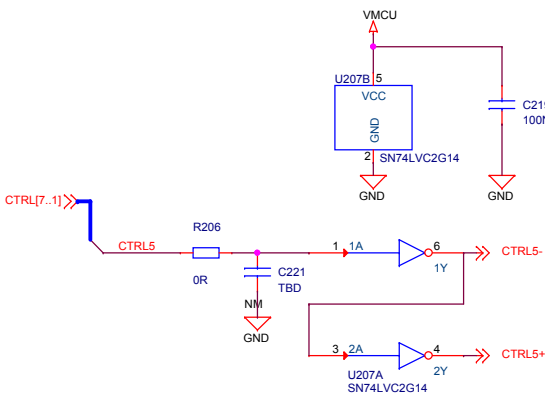 VMCU
U207B 5
VCC
GND
2 SN74LVC2G14
GND
GND
CTRL[7..1]
R206
CTRL5
0R
C221
TBD
NM
GND
1 1A
6
1Y
CTRL5-
3 2A
4
2Y
CTRL5+
U207A
SN74LVC2G14